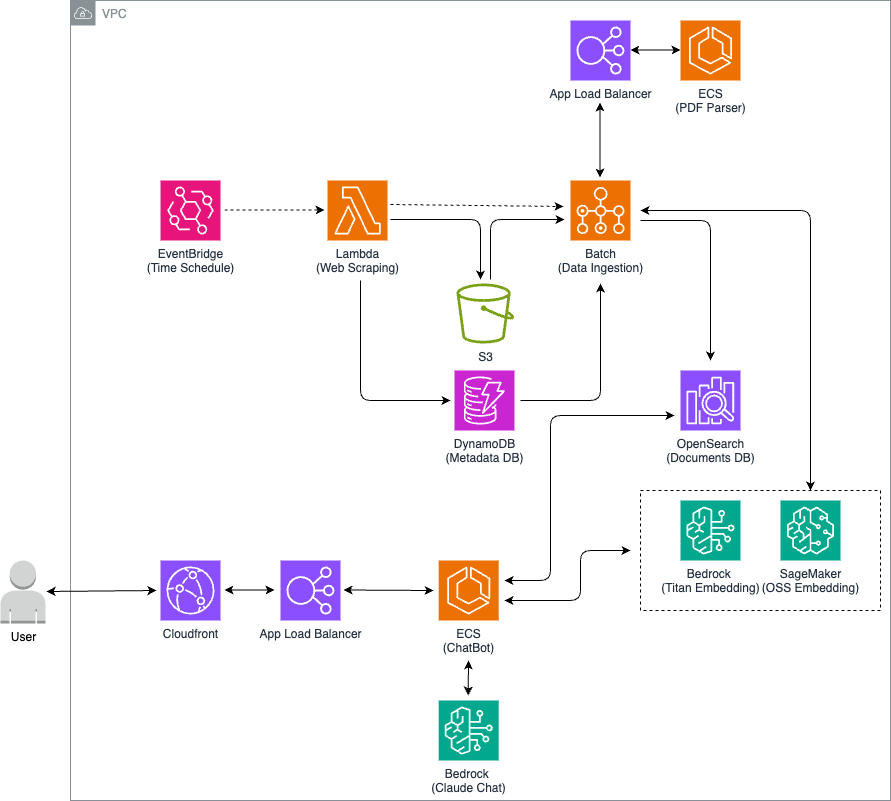 VPC
App Load Balancer
ECS
(PDF Parser)
EventBridge
(Time Schedule)
Lambda
(Web Scraping)
Batch
(Data Ingestion)
S3
DynamoDB
(Metadata DB)
OpenSearch
(Documents DB)
Bedrock
(Titan Embedding)
SageMaker
(OSS Embedding)
User
Cloudfront
App Load Balancer
ECS
(ChatBot)
Bedrock
(Claude Chat)